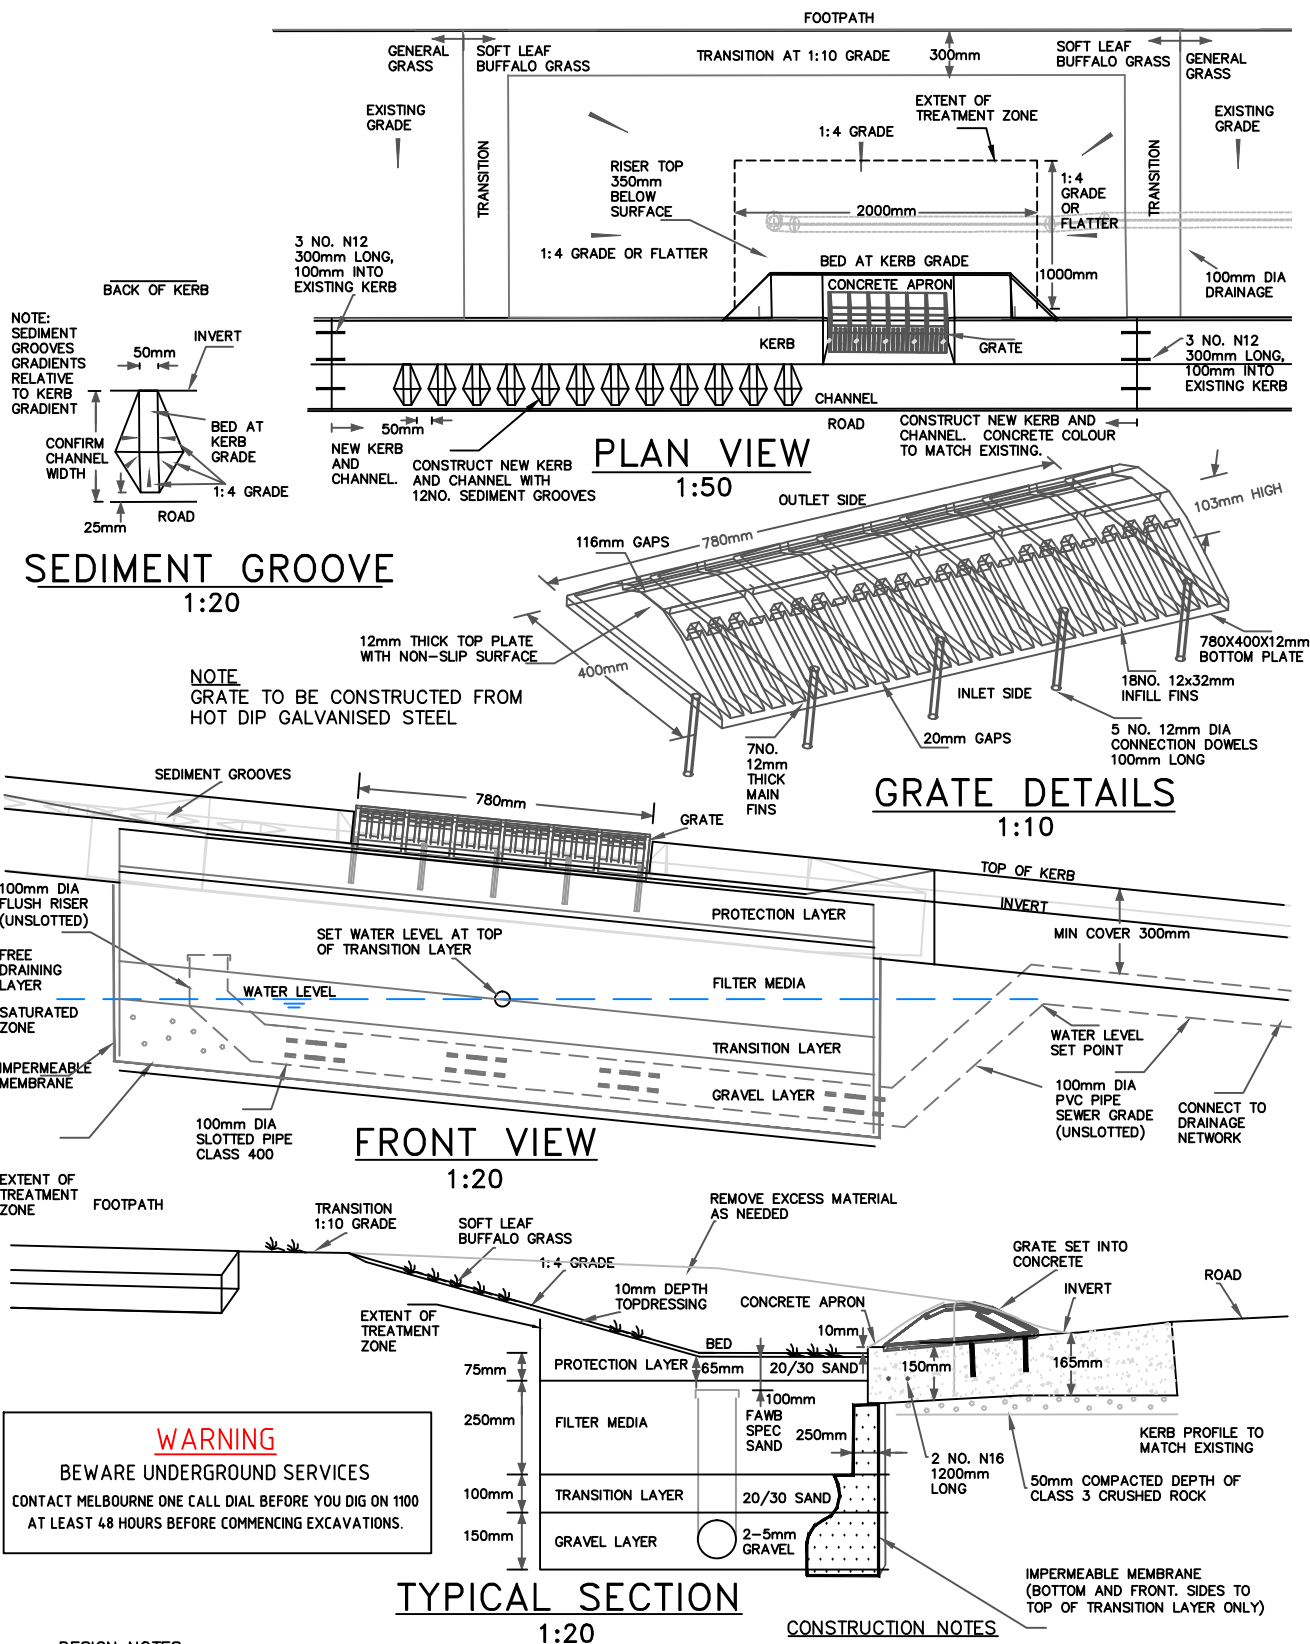 FOOTPATH
GENERAL
GRASS
SOFT LEAF
BUFFALO GRASS
TRANSITION AT 1:10 GRADE
300mm
SOFT LEAF
BUFFALO GRASS
GENERAL
GRASS
EXISTING
GRADE
EXTENT OF
TREATMENT ZONE
EXISTING
GRADE
1:4 GRADE
TRANSITION
TRANSITION
RISER TOP
350mm
BELOW
SURFACE
1:4
GRADE
OR
FLATTER
2000mm
3 NO. N12
300mm LONG,
100mm INTO
EXISTING KERB
1:4 GRADE OR FLATTER
BED AT KERB GRADE
1000mm
100mm DIA
DRAINAGE
CONCRETE APRON
BACK OF KERB
NOTE:
SEDIMENT
GROOVES
GRADIENTS
RELATIVE
TO KERB
GRADIENT
INVERT
50mm
KERB
GRATE
3 NO. N12
300mm LONG,
100mm INTO
EXISTING KERB
CHANNEL
BED AT
KERB
GRADE
CONFIRM
CHANNEL
WIDTH
1:4 GRADE
ROAD
25mm
50mm
NEW KERB
AND
CHANNEL.
CONSTRUCT NEW KERB
AND CHANNEL WITH
12NO. SEDIMENT GROOVES
ROAD
CONSTRUCT NEW KERB AND
CHANNEL. CONCRETE COLOUR
TO MATCH EXISTING.
PLAN VIEW
1:50
SEDIMENT GROOVE
1:20
OUTLET SIDE
103mm HIGH
780mm
116mm GAPS
12mm THICK TOP PLATE
WITH NON-SLIP SURFACE
400mm
780X400X12mm
BOTTOM PLATE
18NO. 12x32mm
INFILL FINS
INLET SIDE
20mm GAPS
5 NO. 12mm DIA
CONNECTION DOWELS
100mm LONG
7NO.
12mm
THICK
MAIN
FINS
NOTE
GRATE TO BE CONSTRUCTED FROM
HOT DIP GALVANISED STEEL
GRATE DETAILS
1:10
SEDIMENT GROOVES
780mm
GRATE
TOP OF KERB
INVERT
MIN COVER 300mm
100mm DIA
FLUSH RISER
(UNSLOTTED)
PROTECTION LAYER
SET WATER LEVEL AT TOP
OF TRANSITION LAYER
FREE
DRAINING
LAYER
FILTER MEDIA
WATER LEVEL
SATURATED
ZONE
TRANSITION LAYER
WATER LEVEL
SET POINT
IMPERMEABLE
MEMBRANE
GRAVEL LAYER
100mm DIA
PVC PIPE
SEWER GRADE
(UNSLOTTED)
CONNECT TO
DRAINAGE
NETWORK
100mm DIA
SLOTTED PIPE
CLASS 400
FRONT VIEW
1:20
EXTENT OF
TREATMENT
ZONE
FOOTPATH
TRANSITION
1:10 GRADE
SOFT LEAF
BUFFALO GRASS
REMOVE EXCESS MATERIAL
AS NEEDED
1:4 GRADE
GRATE SET INTO
CONCRETE
INVERT
ROAD
10mm DEPTH
TOPDRESSING
CONCRETE APRON
EXTENT OF
TREATMENT
ZONE
10mm
BED
75mm
PROTECTION LAYER
65mm
20/30 SAND
150mm
165mm
100mm
FAWB
SPEC
SAND
250mm
FILTER MEDIA
250mm
KERB PROFILE TO
MATCH EXISTING
2 NO. N16
1200mm
LONG
50mm COMPACTED DEPTH OF
CLASS 3 CRUSHED ROCK
100mm
TRANSITION LAYER
20/30 SAND
150mm
GRAVEL LAYER
2-5mm
GRAVEL
WARNING
BEWARE UNDERGROUND SERVICES
CONTACT MELBOURNE ONE CALL DIAL BEFORE YOU DIG ON 1100
AT LEAST 48 HOURS BEFORE COMMENCING EXCAVATIONS.
IMPERMEABLE MEMBRANE
(BOTTOM AND FRONT. SIDES TO
TOP OF TRANSITION LAYER ONLY)
TYPICAL SECTION
1:20
CONSTRUCTION NOTES
DESIGN NOTES